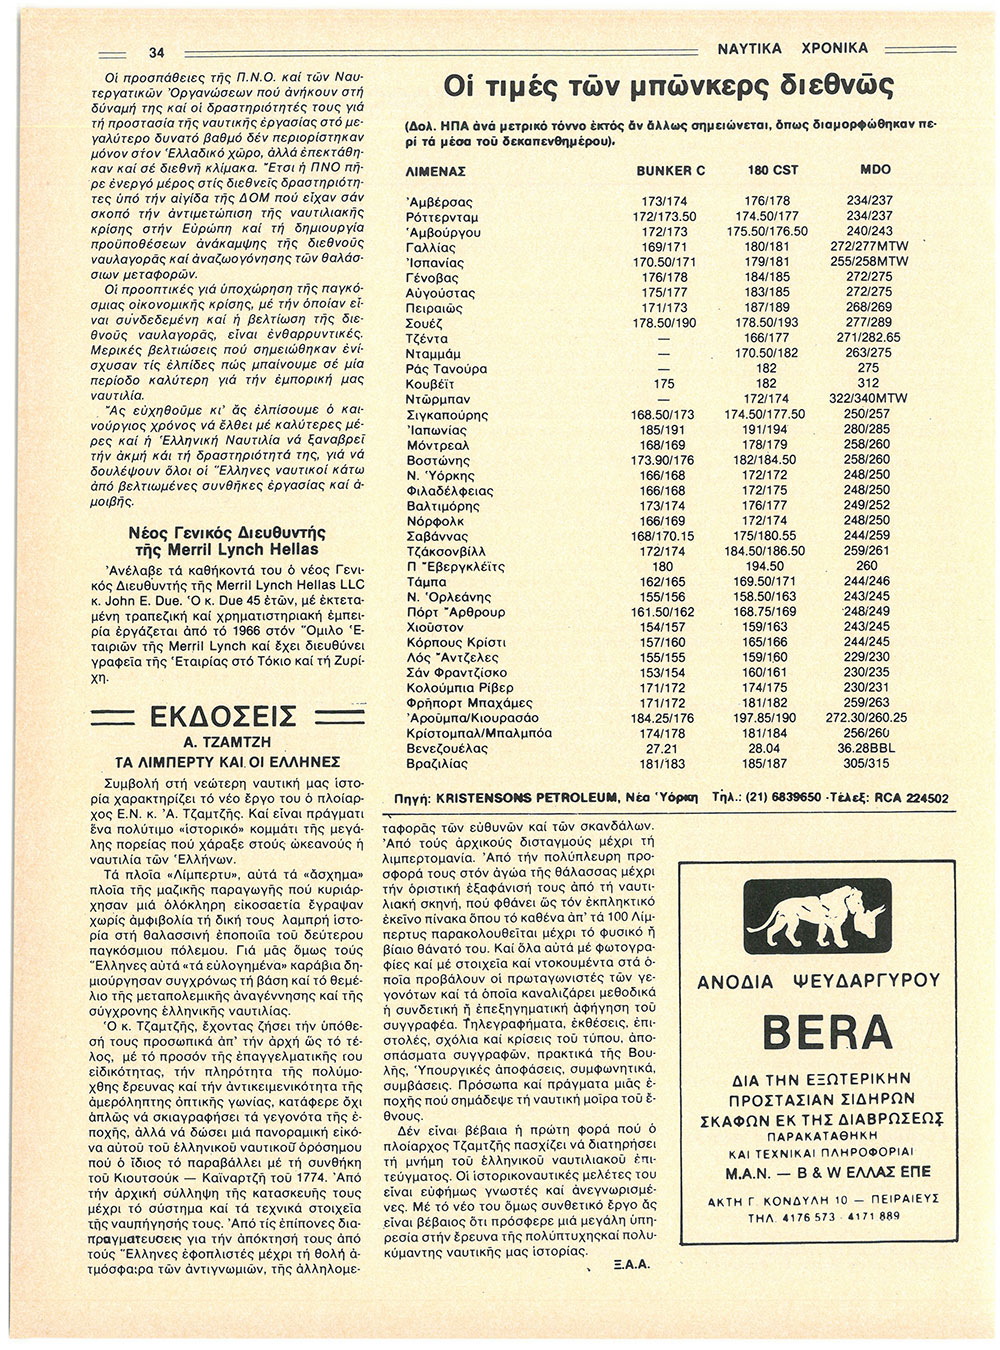 34
ΝΑΥΤΙΚΑ ΧΡΟΝΙΚΑ
Οἱ προσπάθειες τῆς Π.Ν.Ο. καί τῶν Ναυ-
τεργατικῶν Ὀργανώσεων πού ἀνήκουν στή
δύναμή της καί οἱ δραστηριότητές τους γιά
τή προστασία τῆς ναυτικῆς ἐργασίας στό με-
γαλύτερο δυνατό βαθμό δέν περιορίστηκαν
μόνον στον Ἑλλαδικό χῶρο, ἀλλά ἐπεκτάθη-
καν καί σέ διεθνῆ κλίμακα. Ἔτσι ἡ ΠΝΟ πῆ-
ρε ἐνεργό μέρος στίς διεθνεῖς δραστηριότη-
τες ὑπό τήν αἰγίδα τῆς ΔΟΜ πού εἶχαν σάν
σκοπό τήν ἀντιμετώπιση τῆς ναυτιλιακῆς
κρίσης στήν Εὐρώπη καί τή δημιουργία
προϋποθέσεων ἀνάκαμψης τῆς διεθνοῦς
ναυλαγορᾶς καί ἀναζωογόνησης τῶν θαλάσ-
σιων μεταφορῶν.
Οἱ προοπτικές γιά ὑποχώρηση τῆς παγκό-
σμιας οἰκονομικῆς κρίσης, μέ τήν ὁποίαν εἶ-
ναι συνδεδεμένη καί ἡ βελτίωση τῆς διε-
θνοῦς ναυλαγορᾶς, εἶναι ἐνθαρρυντικές.
Μερικές βελτιώσεις πού σημειώθηκαν ἐνί-
σχυσαν τίς ἐλπίδες πώς μπαίνουμε σέ μία
περίοδο καλύτερη γιά τήν ἐμπορική μας
ναυτιλία.
Ἄς εὐχηθοῦμε κι' ἄς ἐλπίσουμε ὁ και-
νούργιος χρόνος νά ἔλθει μέ καλύτερες μέ-
ρες καί ἡ Ἑλληνική Ναυτιλία νά ξαναβρεῖ
τήν ἀκμή κάι τή δραστηριότητά της, γιά νά
δουλέψουν ὅλοι οἱ Ἕλληνες ναυτικοί κάτω
ἀπό βελτιωμένες συνθῆκες ἐργασίας καί ἀ-
μοιβῆς.
Νέος Γενικός Διευθυντής
τῆς Merril Lynch Hellas
Ἀνέλαβε τά καθήκοντά του ὁ νέος Γενι-
κός Διευθυντής τῆς Merril Lynch Hellas LLC
κ. John E. Due. Ὁ κ. Due 45 ἐτῶν, μέ ἐκτετα-
μένη τραπεζική καί χρηματιστηριακή ἐμπει-
ρία ἐργάζεται ἀπό τό 1966 στόν Ὅμιλο Ἑ-
ταιριῶν τῆς Merril Lynch καί ἔχει διευθύνει
γραφεῖα τῆς Ἑταιρίας στό Τόκιο καί τή Ζυρί-
χη.
ΕΚΔΟΣΕΙΣ
Α. ΤΖΑΜΤΖΗ
ΤΑ ΛΙΜΠΕΡΤΥ ΚΑΙ ΟΙ ΕΛΛΗΝΕΣ
Συμβολή στή νεώτερη ναυτική μας ἱστο-
ρία χαρακτηρίζει τό νέο ἔργο του ὁ πλοίαρ-
χος Ε.Ν. κ. Ἀ. Τζαμτζῆς. Καί εἶναι πράγματι
ἕνα πολύτιμο «ἱστορικό» κομμάτι τῆς μεγά-
λης πορείας πού χάραξε στούς ὠκεανούς ἡ
ναυτιλία τῶν Ἑλλήνων.
Τά πλοῖα «Λίμπερτυ», αὐτά τά «ἄσχημα»
πλοῖα τῆς μαζικῆς παραγωγῆς πού κυριάρ-
χησαν μιά ὁλόκληρη εἰκοσαετία ἔγραψαν
χωρίς ἀμφιβολία τή δική τους λαμπρή ἱστο-
ρία στή θαλασσινή ἐποποιΐα τοῦ δεύτερου
παγκόσμιου πόλεμου. Γιά μᾶς ὅμως τούς
Ἕλληνες αὐτά «τά εὐλογημένα» καράβια δη-
μιούργησαν συγχρόνως τή βάση καί τό θεμέ-
λιο τῆς μεταπολεμικῆς ἀναγέννησης καί τῆς
σύγχρονης ἑλληνικῆς ναυτιλίας.
Ὁ κ. Τζαμτζῆς, ἔχοντας ζήσει τήν ὑπόθε-
σή τους προσωπικά ἀπ' τήν ἀρχή ὥς τό τέ-
λος, μέ τό προσόν τῆς ἐπαγγελματικῆς του
εἰδικότητας, τήν πληρότητα τῆς πολύμο-
χθης ἔρευνας καί τήν ἀντικειμενικότητα τῆς
ἀμερόληπτης ὀπτικῆς γωνίας, κατάφερε ὄχι
ἁπλῶς νά σκιαγραφήσει τά γεγονότα τῆς ἐ-
ποχῆς, ἀλλά νά δώσει μιά πανοραμική εἰκό-
να αὐτοῦ τοῦ ἑλληνικοῦ ναυτικοῦ ὁρόσημου
πού ὁ ἴδιος τό παραβάλλει μέ τή συνθήκη
τοῦ Κιουτσούκ — Καϊναρτζῆ τοῦ 1774. Ἀπό
τήν ἀρχική σύλληψη τῆς κατασκευῆς τους
μέχρι τό σύστημα καί τά τεχνικά στοιχεῖα
τῆς ναυπήγησής τους. Ἀπό τίς ἐπίπονες δια-
πραγματευσεις για τήν ἀπόκτησή τους ἀπό
τούς Ἕλληνες ἐφοπλιστές μέχρι τή θολή ἀ-
τμόσφαιρα τῶν ἀντιγνωμιῶν, τῆς ἀλληλομε-
Οἱ τιμές τῶν μπῶνκερς διεθνῶς
(Δολ. ΗΠΑ ἀνά μετρικό τόννο ἐκτός ἄν ἄλλως σημειώνεται, ὅπως διαμορφώθηκαν πε-
ρί τά μέσα τοῦ δεκαπενθημέρου).
ΛΙΜΕΝΑΣ BUNKER C 180 CST MDO
Ἀμβέρσας 173/174 176/178 234/237
Ρόττερνταμ 172/173.50 174.50/177 234/237
Ἀμβούργου 172/173 175.50/176.50 240/243
Γαλλίας 169/171 180/181 272/277MTW
Ἰσπανίας 170.50/171 179/181 255/258MTW
Γένοβας 176/178 184/185 272/275
Αὐγούστας 175/177 183/185 272/275
Πειραιῶς 171/173 187/189 268/269
Σουέζ 178.50/190 178.50/193 277/289
Τζέντα — 166/177 271/282.65
Νταμμάμ — 170.50/182 263/275
Ράς Τανούρα — 182 275
Κουβέϊτ 175 182 312
Ντῶρμπαν — 172/174 322/340MTW
Σιγκαπούρης 168.50/173 174.50/177.50 250/257
Ἰαπωνίας 185/191 191/194 280/285
Μόντρεαλ 168/169 178/179 258/260
Βοστώνης 173.90/176 182/184.50 258/260
Ν. Ὑόρκης 166/168 172/172 248/250
Φιλαδέλφειας 166/168 172/175 248/250
Βαλτιμόρης 173/174 176/177 249/252
Νόρφολκ 166/169 172/174 248/250
Σαβάννας 168/170.15 175/180.55 244/259
Τζάκσονβίλλ 172/174 184.50/186.50 259/261
Π Ἔβεργκλέϊτς 180 194.50 260
Τάμπα 162/165 169.50/171 244/246
Ν. Ὀρλεάνης 155/156 158.50/163 243/245
Πόρτ Ἄρθρουρ 161.50/162 168.75/169 248/249
Χιοῦστον 154/157 159/163 243/245
Κόρπους Κρίστι 157/160 165/166 244/245
Λός Ἄντζελες 155/155 159/160 229/230
Σάν Φραντζίσκο 153/154 160/161 230/235
Κολούμπια Ρίβερ 171/172 174/175 230/231
Φρῆπορτ Μπαχάμες 171/172 181/182 259/263
Ἀρούμπα/Κιουρασάο 184.25/176 197.85/190 272.30/260.25
Κρίστομπαλ/Μπαλμπόα 174/178 181/184 256/260
Βενεζουέλας 27.21 28.04 36.28BBL
Βραζιλίας 181/183 185/187 305/315
Πηγή: KRISTENSONS PETROLEUM, Νέα Ὑόρκη Τηλ.: (21) 6839650 -Τέλεξ: RCA 224502
ταφορᾶς τῶν εὐθυνῶν καί τῶν σκανδάλων.
Ἀπό τούς ἀρχικούς δισταγμούς μέχρι τή
λιμπερτομανία. Ἀπό τήν πολύπλευρη προ-
σφορά τους στόν ἀγώα τῆς θάλασσας μέχρι
τήν ὁριστική ἐξαφάνισή τους ἀπό τή ναυτι-
λιακή σκηνή, πού φθάνει ὥς τόν ἐκπληκτικό
ἐκεῖνο πίνακα ὅπου τό καθένα ἀπ' τά 100 Λίμ-
περτυς παρακολουθεῖται μέχρι τό φυσικό ἤ
βίαιο θάνατό του. Καί ὅλα αὐτά μέ φωτογρα-
φίες καί μέ στοιχεῖα καί ντοκουμέντα στά ὁ-
ποῖα προβάλουν οἱ πρωταγωνιστές τῶν γε-
γονότων καί τά ὁποῖα καναλιζάρει μεθοδικά
ἡ συνδετική ἤ ἐπεξηγηματική ἀφήγηση τοῦ
συγγραφέα. Τηλεγραφήματα, ἐκθέσεις, ἐπι-
στολές, σχόλια καί κρίσεις τοῦ τύπου, ἀπο-
σπάσματα συγγραφῶν, πρακτικά τῆς Βου-
λῆς, Ὑπουργικές ἀποφάσεις, συμφωνητικά,
συμβάσεις. Πρόσωπα καί πράγματα μιᾶς ἐ-
ποχῆς πού σημάδεψε τή ναυτική μοῖρα τοῦ ἔ-
θνους.
Δέν εἶναι βέβαια ἡ πρώτη φορά πού ὁ
πλοίαρχος Τζαμτζῆς πασχίζει νά διατηρήσει
τή μνήμη τοῦ ἑλληνικοῦ ναυτιλιακοῦ ἐπι-
τεύγματος. Οἱ ἱστορικοναυτικές μελέτες του
εἶναι εὐφήμως γνωστές καί ἀνεγνωρισμέ-
νες. Μέ τό νέο του ὅμως συνθετικό ἔργο ἄς
εἶναι βέβαιος ὅτι πρόσφερε μιά μεγάλη ὑπη-
ρεσία στήν ἔρευνα τῆς πολύπτυχηςκαί πολυ-
κύμαντης ναυτικῆς μας ἱστορίας.
Ξ.Α.Α.
ΑΝΟΔΙΑ ΨΕΥΔΑΡΓΥΡΟΥ
BERA
ΔΙΑ ΤΗΝ ΕΞΩΤΕΡΙΚΗΝ
ΠΡΟΣΤΑΣΙΑΝ ΣΙΔΗΡΩΝ
ΣΚΑΦΩΝ ΕΚ ΤΗΣ ΔΙΑΒΡΩΣΕΩΣ
ΠΑΡΑΚΑΤΑΘΗΚΗ
ΚΑΙ ΤΕΧΝΙΚΑΙ ΠΛΗΡΟΦΟΡΙΑΙ
M.A.N. — B & W ΕΛΛΑΣ ΕΠΕ
ΑΚΤΗ Γ. ΚΟΝΔΥΛΗ 10 — ΠΕΙΡΑΙΕΥΣ
ΤΗΛ. 4176 573 - 4171 889